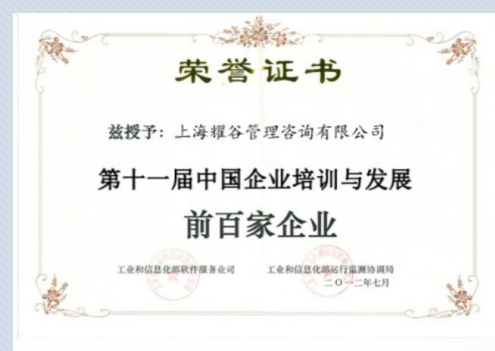 荣誉证书
兹授予：上海耀谷管理咨询有限公司
第十一届中国企业培训与发展
前百家企业
工业和信息化部软件服务业司 工业和信息化部运行监测协调局
二〇一二年七月